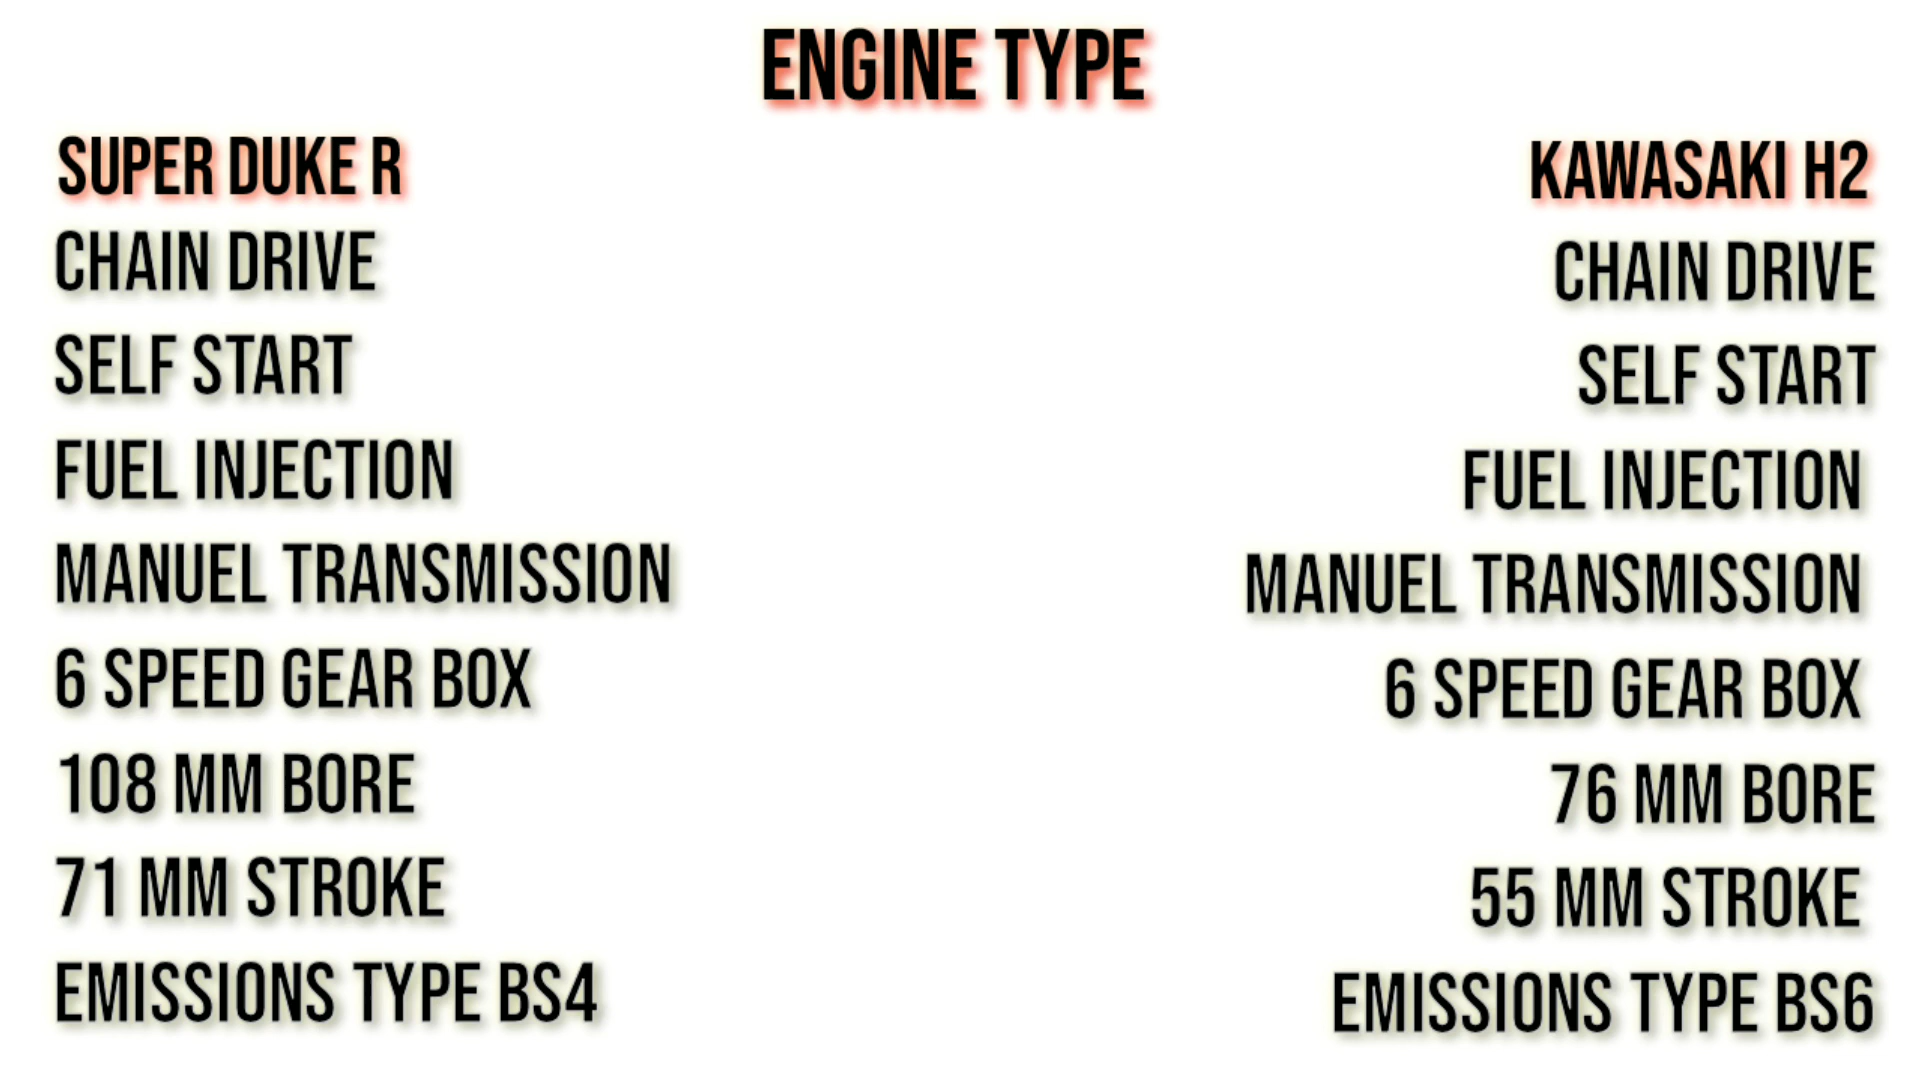 ENGINE TYPE
SUPER DUKE R
CHAIN DRIVE
SELF START
FUEL INJECTION
MANUEL TRANSMISSION
6 SPEED GEAR BOX
108 MM BORE
71 MM STROKE
EMISSIONS TYPE BS4
KAWASAKI H2
CHAIN DRIVE
SELF START
FUEL INJECTION
MANUEL TRANSMISSION
6 SPEED GEAR BOX
76 MM BORE
55 MM STROKE
EMISSIONS TYPE BS6